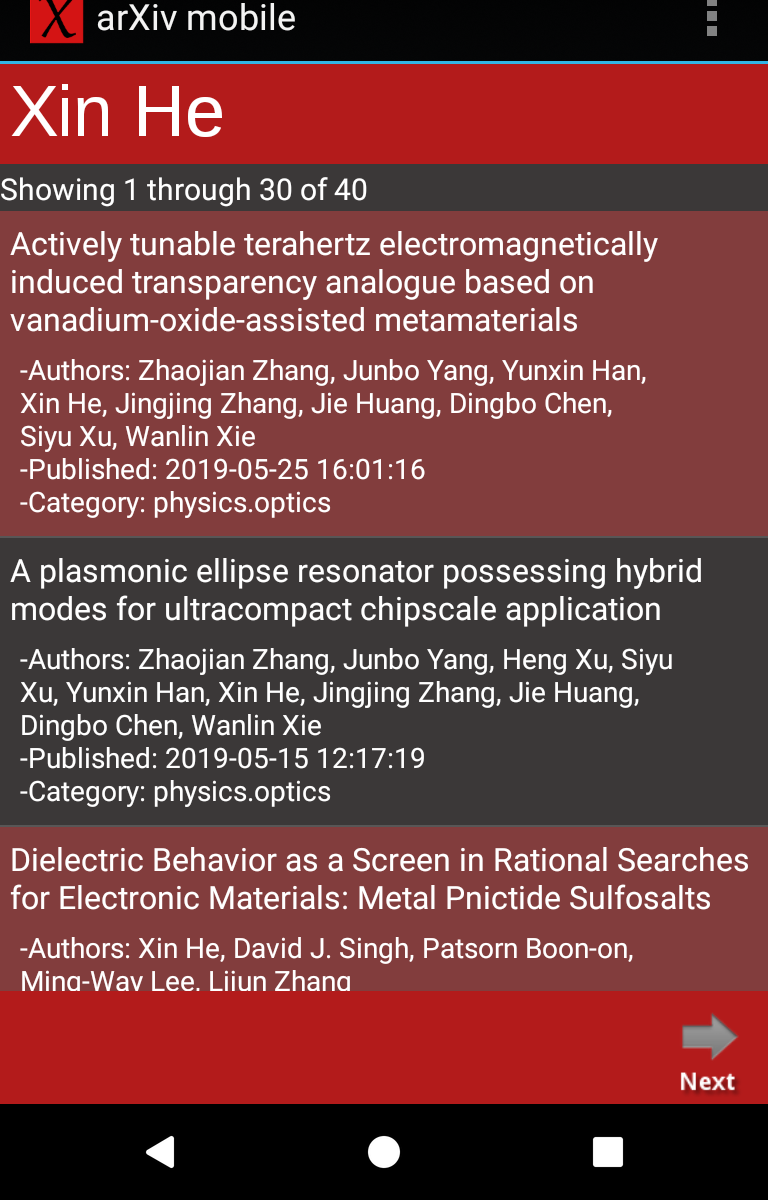 arXiv mobile
Xin He
Showing 1 through 30 of 40
Actively tunable terahertz electromagnetically
induced transparency analogue based on
vanadium-oxide-assisted metamaterials
-Authors: Zhaojian Zhang, Junbo Yang, Yunxin Han,
Xin He, Jingjing Zhang, Jie Huang, Dingbo Chen,
Siyu Xu, Wanlin Xie
-Published: 2019-05-25 16:01:16
-Category: physics.optics
A plasmonic ellipse resonator possessing hybrid
modes for ultracompact chipscale application
-Authors: Zhaojian Zhang, Junbo Yang, Heng Xu, Siyu
Xu, Yunxin Han, Xin He, Jingjing Zhang, Jie Huang,
Dingbo Chen, Wanlin Xie
-Published: 2019-05-15 12:17:19
-Category: physics.optics
Dielectric Behavior as a Screen in Rational Searches
for Electronic Materials: Metal Pnictide Sulfosalts
-Authors: Xin He, David J. Singh, Patsorn Boon-on,
Ming-Way Lee, Lijun Zhang
Next